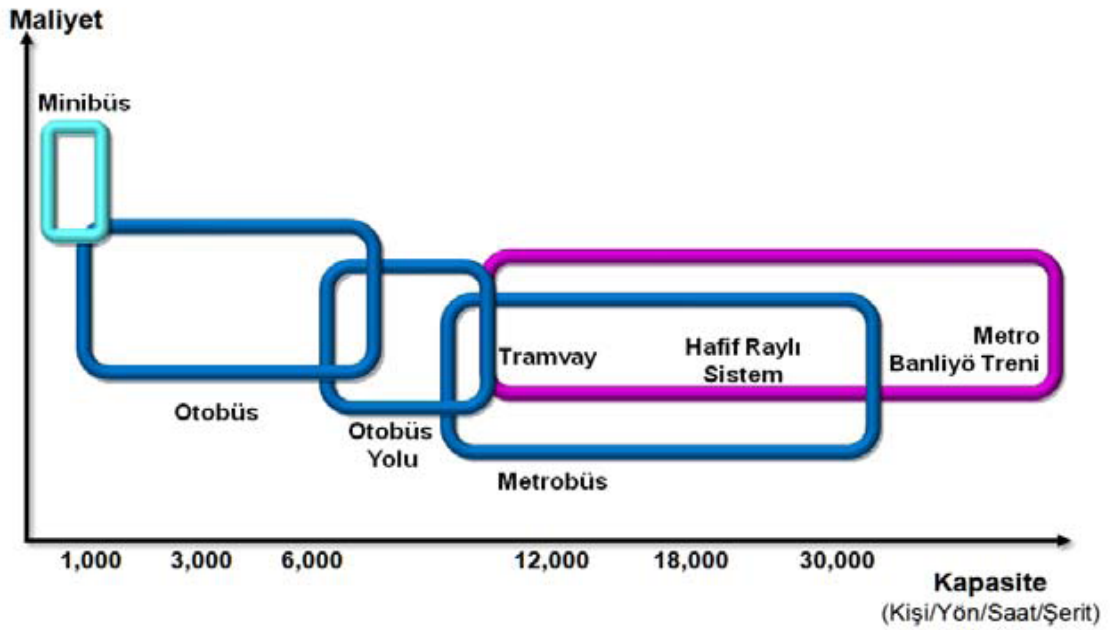 Maliyet
Minibüs
Tramvay
Hafif Raylı
Sistem
Metro
Banliyö Treni
Otobüs
Otobüs
Yolu
Metrobüs
1,000 3,000 6,000 12,000 18,000 30,000
Kapasite
(Kişi/Yön/Saat/Şerit)